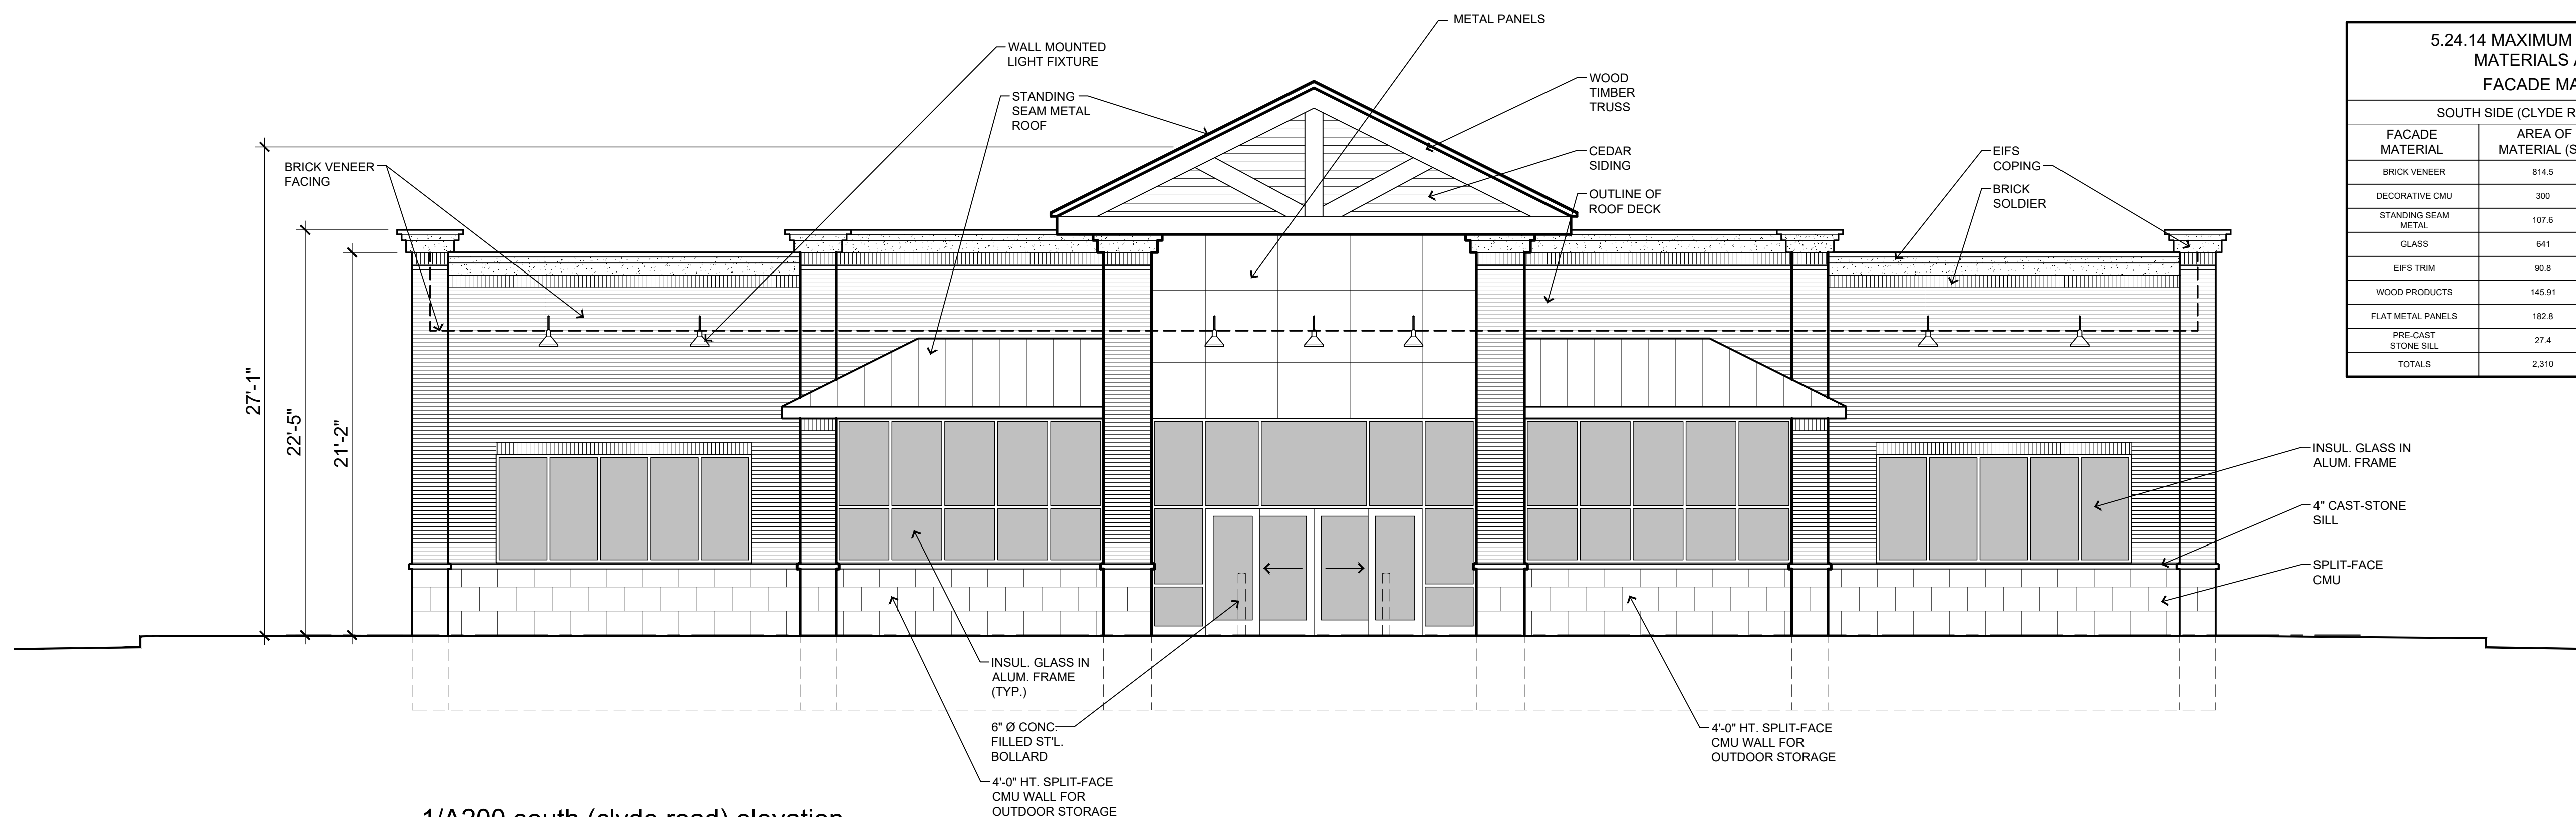 METAL PANELS
WALL MOUNTED
LIGHT FIXTURE
STANDING
SEAM METAL
ROOF
WOOD
TIMBER
TRUSS
CEDAR
SIDING
OUTLINE OF
ROOF DECK
BRICK VENEER
FACING
EIFS
COPING
BRICK
SOLDIER
27'-1"
22'-5"
21'-2"
5.24.14 MAXIMUM
MATERIALS
FACADE
SOUTH SIDE (CLYDE
FACADE
MATERIAL
AREA OF
MATERIAL
BRICK VENEER 814.5
DECORATIVE CMU 300
STANDING SEAM
METAL
107.6
GLASS 641
EIFS TRIM 90.8
WOOD PRODUCTS 145.91
FLAT METAL PANELS 182.8
PRE-CAST
STONE SILL
27.4
TOTALS 2,310
INSUL. GLASS IN
ALUM. FRAME
4" CAST-STONE
SILL
SPLIT-FACE
CMU
INSUL. GLASS IN
ALUM. FRAME
(TYP.)
6" Ø CONC.
FILLED ST'L.
BOLLARD
4'-0" HT. SPLIT-FACE
CMU WALL FOR
OUTDOOR STORAGE
4'-0" HT. SPLIT-FACE
CMU WALL FOR
OUTDOOR STORAGE
1/A200 south (clyde road) elevation